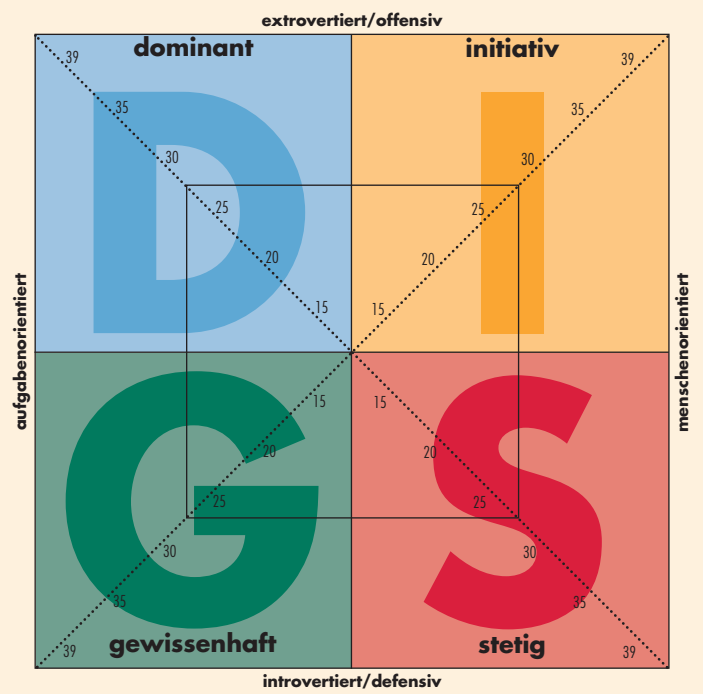 extrovertiert/offensiv
dominant
initiativ
39
39
35
35
D
I
30
30
25
25
20
20
15
15
aufgabenorientiert
menschenorientiert
15
15
G
S
20
20
25
25
30
30
35
35
gewissenhaft
stetig
39
39
introvertiert/defensiv